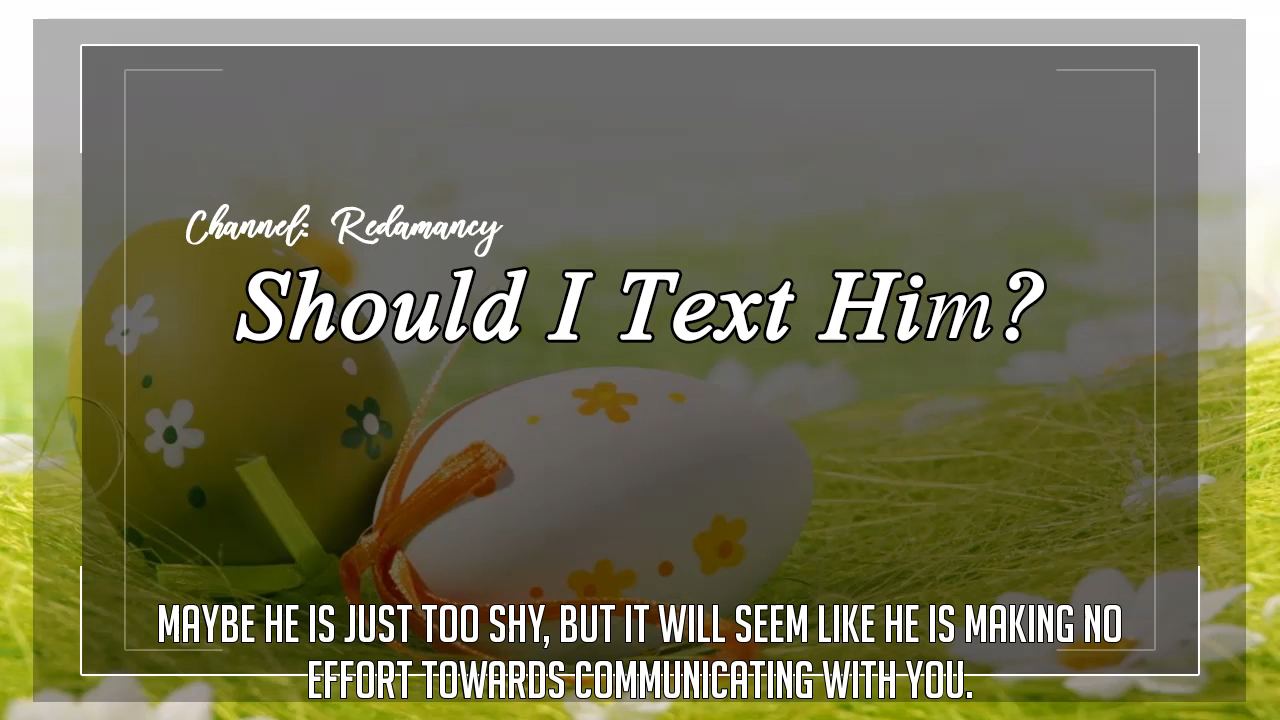 Channel: Redamancy
Should I Text Him?
MAYBE HE IS JUST TOO SHY, BUT IT WILL SEEM LIKE HE IS MAKING NO
EFFORT TOWARDS COMMUNICATING WITH YOU.